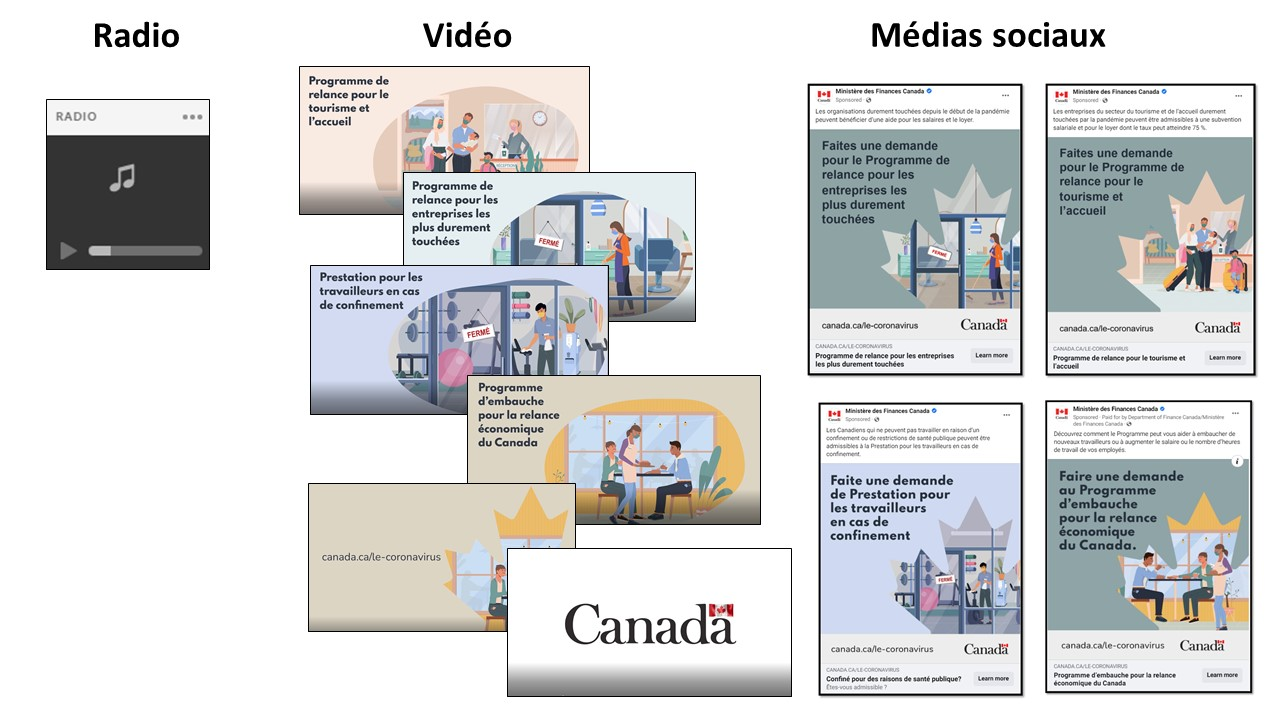 Radio
Vidéo
Médias sociaux
RADIO
Programme de
relance pour le
tourisme et
l'accueil
RECEPTION
Programme de
relance pour les
entreprises les
plus durement
touchées
FERMÉ
Prestation pour les
travailleurs en cas
de confinement
FERMÉ
Programme
d'embauche
pour la relance
économique
du Canada
canada.ca/le-coronavirus
Canada
Ministère des Finances Canada
Sponsored ·
Les organisations durement touchées depuis le début de la pandémie
peuvent bénéficier d'une aide pour les salaires et le loyer.
Faites une demande
pour le Programme de
relance pour les
entreprises les
plus durement
touchées
FERMÉ
canada.ca/le-coronavirus
Canada
CANADA.CA/LE-CORONAVIRUS
Programme de relance pour les entreprises
les plus durement touchées
Learn more
Ministère des Finances Canada
Sponsored ·
Les entreprises du secteur du tourisme et de l'accueil durement
touchées par la pandémie peuvent être admissibles à une subvention
salariale et pour le loyer dont le taux peut atteindre 75 %.
Faites une demande
pour le Programme de
relance pour le
tourisme et
l'accueil
canada.ca/le-coronavirus
Canada
CANADA.CA/LE-CORONAVIRUS
Programme de relance pour le tourisme et
l'accueil
Learn more
Ministère des Finances Canada
Sponsored ·
Les Canadiens qui ne peuvent pas travailler en raison d'un
confinement ou de restrictions de santé publique peuvent être
admissibles à la Prestation pour les travailleurs en cas de
confinement.
Faite une demande
de Prestation pour
les travailleurs
en cas de
confinement
FERMÉ
canada.ca/le-coronavirus
Canada
CANADA.CA/LE-CORONAVIRUS
Confiné pour des raisons de santé publique?
Êtes-vous admissible ?
Learn more
Ministère des Finances Canada
Sponsored · Paid for by Department of Finance Canada/Ministère
des Finances Canada ·
Découvrez comment le Programme peut vous aider à embaucher de
nouveaux travailleurs ou à augmenter le salaire ou le nombre d'heures
de travail de vos employés.
Faire une demande
au Programme
d'embauche
pour la relance
économique
du Canada.
canada.ca/le-coronavirus
Canada
CANADA.CA/LE-CORONAVIRUS
Programme d'embauche pour la relance
économique du Canada
Learn more